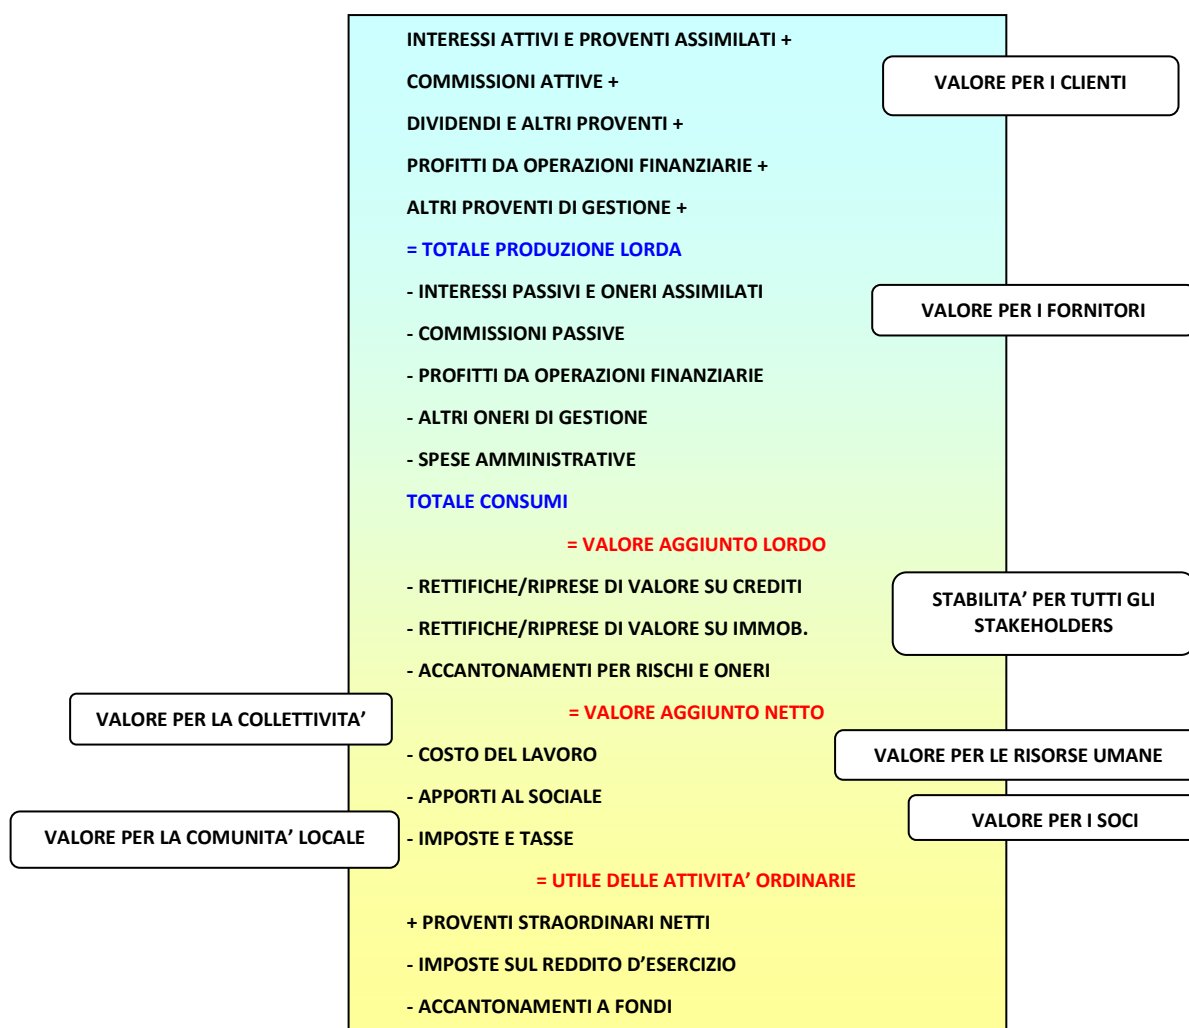 INTERESSI ATTIVI E PROVENTI ASSIMILATI +
COMMISSIONI ATTIVE +
VALORE PER I CLIENTI
DIVIDENDI E ALTRI PROVENTI +
PROFITTI DA OPERAZIONI FINANZIARIE +
ALTRI PROVENTI DI GESTIONE +
= TOTALE PRODUZIONE LORDA
- INTERESSI PASSIVI E ONERI ASSIMILATI
VALORE PER I FORNITORI
- COMMISSIONI PASSIVE
- PROFITTI DA OPERAZIONI FINANZIARIE
- ALTRI ONERI DI GESTIONE
- SPESE AMMINISTRATIVE
TOTALE CONSUMI
= VALORE AGGIUNTO LORDO
- RETTIFICHE/RIPRESE DI VALORE SU CREDITI
STABILITA’ PER TUTTI GLI
STAKEHOLDERS
- RETTIFICHE/RIPRESE DI VALORE SU IMMOB.
- ACCANTONAMENTI PER RISCHI E ONERI
= VALORE AGGIUNTO NETTO
VALORE PER LA COLLETTIVITA’
- COSTO DEL LAVORO
VALORE PER LE RISORSE UMANE
- APPORTI AL SOCIALE
VALORE PER I SOCI
VALORE PER LA COMUNITA’ LOCALE
- IMPOSTE E TASSE
= UTILE DELLE ATTIVITA’ ORDINARIE
+ PROVENTI STRAORDINARI NETTI
- IMPOSTE SUL REDDITO D’ESERCIZIO
- ACCANTONAMENTI A FONDI